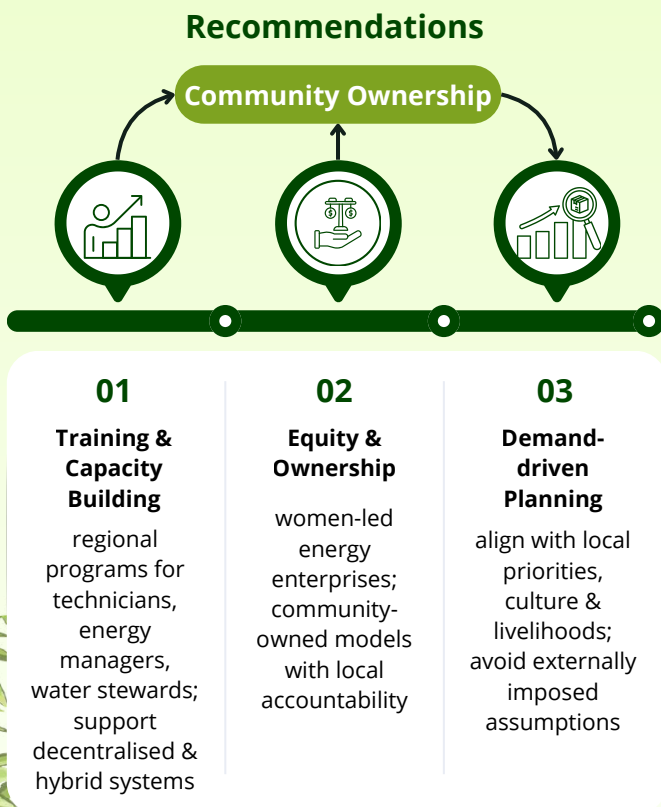 Recommendations
Community Ownership
01
Training &
Capacity
Building
regional
programs for
technicians,
energy
managers,
water stewards;
support
decentralised &
hybrid systems
02
Equity &
Ownership
women-led
energy
enterprises;
community-
owned models
with local
accountability
03
Demand-
driven
Planning
align with local
priorities,
culture &
livelihoods;
avoid externally
imposed
assumptions